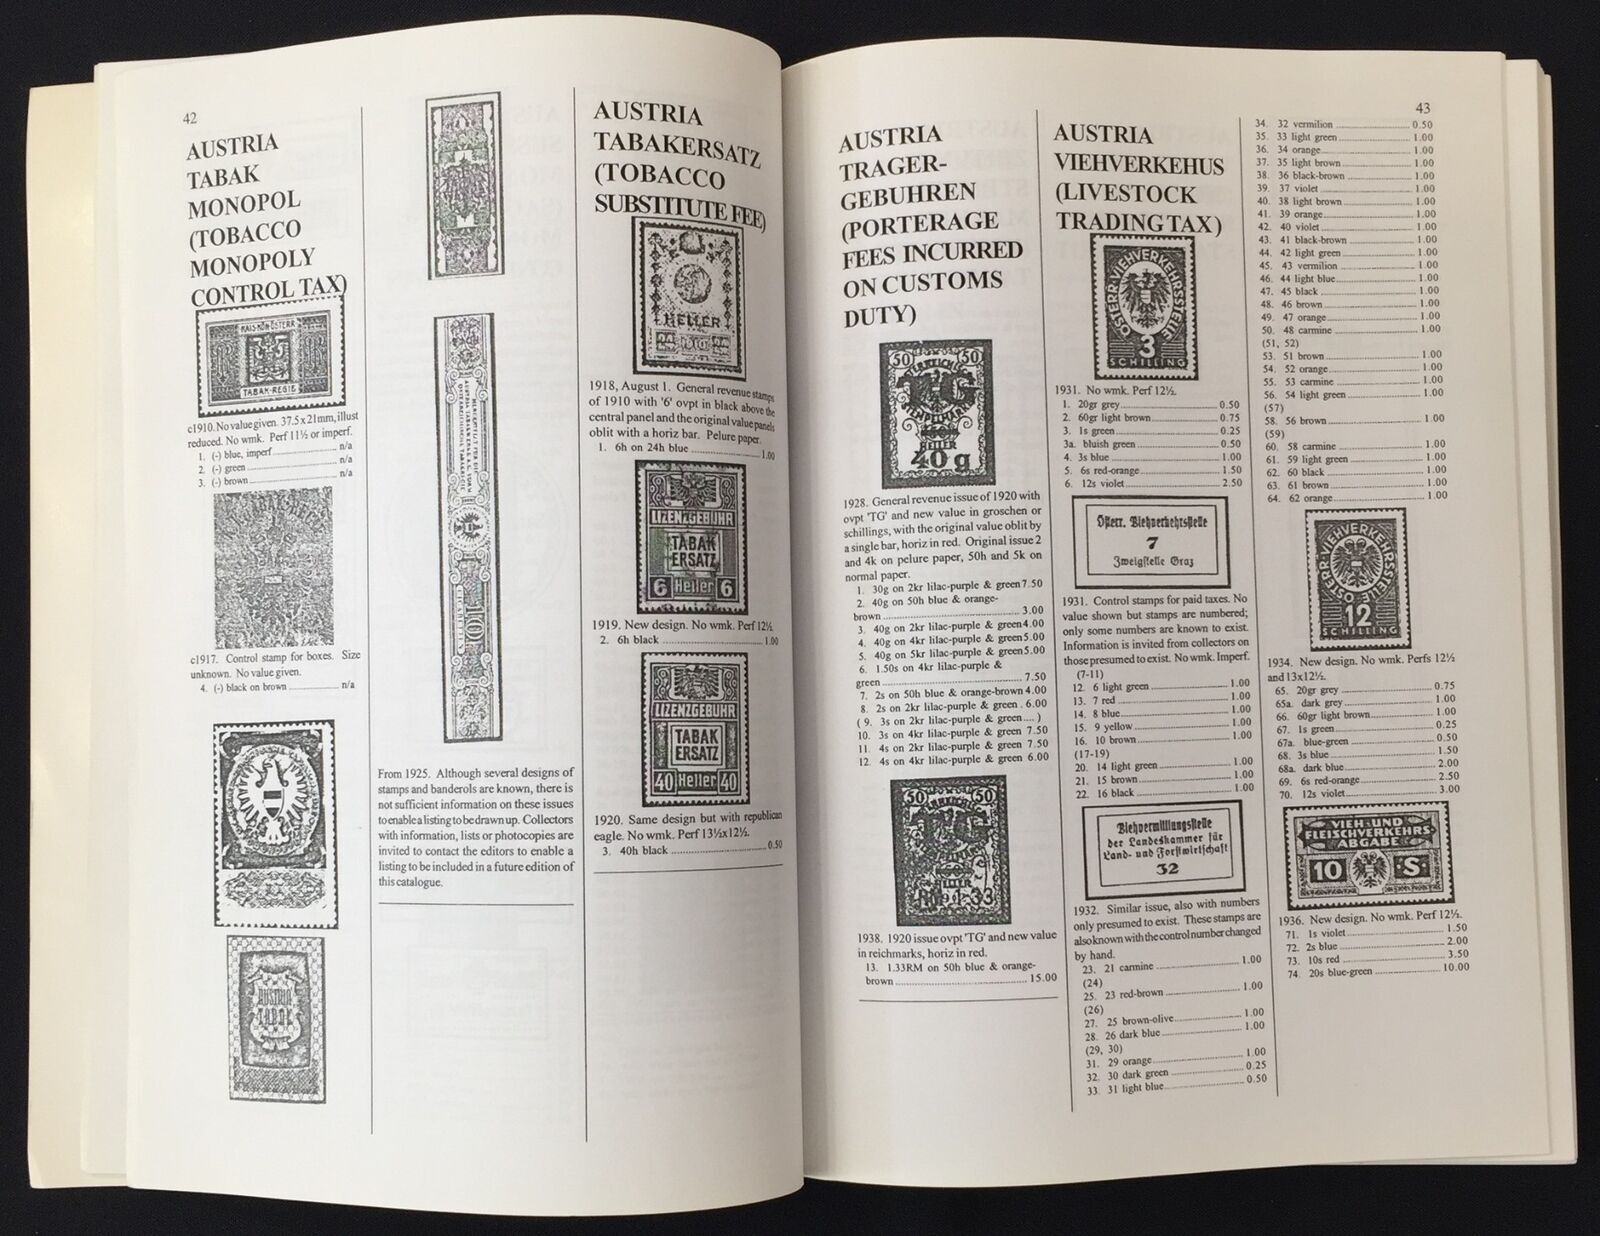 42
AUSTRIA
TABAK
MONOPOL
(TOBACCO
MONOPOLY
CONTROL TAX)
KAIS·KÖN·ÖSTERR
TABAK-REGIE
c1910. No value given. 37.5 x 21mm, illust
reduced. No wmk. Perf 11½ or imperf.
1. (-) blue, imperf n/a
2. (-) green n/a
3. (-) brown n/a
TABAK-REGIE
c1917. Control stamp for boxes. Size
unknown. No value given.
4. (-) black on brown n/a
AUSTRIA
TABAK
From 1925. Although several designs of
stamps and banderols are known, there is
not sufficient information on these issues
to enable a listing to be drawn up. Collectors
with information, lists or photocopies are
invited to contact the editors to enable a
listing to be included in a future edition of
this catalogue.
AUSTRIA
TABAKERSATZ
(TOBACCO
SUBSTITUTE FEE)
HELLER
24 24
1918, August 1. General revenue stamps
of 1910 with '6' ovpt in black above the
central panel and the original value panels
oblit with a horiz bar. Pelure paper.
1. 6h on 24h blue 1.00
LIZENZGEBÜHR
TABAK
ERSATZ
6 Heller 6
1919. New design. No wmk. Perf 12½.
2. 6h black 1.00
LIZENZGEBÜHR
TABAK
ERSATZ
40 Heller 40
1920. Same design but with republican
eagle. No wmk. Perf 13½x12½.
3. 40h black 0.50
43
AUSTRIA
TRAGER-
GEBUHREN
(PORTERAGE
FEES INCURRED
ON CUSTOMS
DUTY)
50 50
TG
STEMPELMARKE
HELLER
40 g
1928. General revenue issue of 1920 with
ovpt 'TG' and new value in groschen or
schillings, with the original value oblit by
a single bar, horiz in red. Original issue 2
and 4k on pelure paper, 50h and 5k on
normal paper.
1. 30g on 2kr lilac-purple & green 7.50
2. 40g on 50h blue & orange-
brown 3.00
3. 40g on 2kr lilac-purple & green 4.00
4. 40g on 4kr lilac-purple & green 5.00
5. 40g on 5kr lilac-purple & green 5.00
6. 1.50s on 4kr lilac-purple &
green 7.50
7. 2s on 50h blue & orange-brown 4.00
8. 2s on 2kr lilac-purple & green . 6.00
( 9. 3s on 2kr lilac-purple & green.... )
10. 3s on 4kr lilac-purple & green 7.50
11. 4s on 2kr lilac-purple & green 7.50
12. 4s on 4kr lilac-purple & green 6.00
50 50
HELLER
1938. 1920 issue ovpt 'TG' and new value
in reichmarks, horiz in red.
13. 1.33RM on 50h blue & orange-
brown 15.00
AUSTRIA
VIEHVERKEHUS
(LIVESTOCK
TRADING TAX)
ÖSTERR·VIEHVERKEHRSSTELLE
3
SCHILLING
1931. No wmk. Perf 12½.
1. 20gr grey 0.50
2. 60gr light brown 0.75
3. 1s green 0.25
3a. bluish green 0.50
4. 3s blue 1.00
5. 6s red-orange 1.50
6. 12s violet 2.50
Österr. Viehverkehrsstelle
7
Zweigstelle Graz
1931. Control stamps for paid taxes. No
value shown but stamps are numbered;
only some numbers are known to exist.
Information is invited from collectors on
those presumed to exist. No wmk. Imperf.
(7-11)
12. 6 light green 1.00
13. 7 red 1.00
14. 8 blue 1.00
15. 9 yellow 1.00
16. 10 brown 1.00
(17-19)
20. 14 light green 1.00
21. 15 brown 1.00
22. 16 black 1.00
Viehvermittlungsstelle
der Landeskammer für
Land- und Forstwirtschaft
32
1932. Similar issue, also with numbers
only presumed to exist. These stamps are
also known with the control number changed
by hand.
23. 21 carmine 1.00
(24)
25. 23 red-brown 1.00
(26)
27. 25 brown-olive 1.00
28. 26 dark blue 1.00
(29, 30)
31. 29 orange 1.00
32. 30 dark green 0.25
33. 31 light blue 0.50
34. 32 vermilion 0.50
35. 33 light green 1.00
36. 34 orange 1.00
37. 35 light brown 1.00
38. 36 black-brown 1.00
39. 37 violet 1.00
40. 38 light brown 1.00
41. 39 orange 1.00
42. 40 violet 1.00
43. 41 black-brown 1.00
44. 42 light green 1.00
45. 43 vermilion 1.00
46. 44 light blue 1.00
47. 45 black 1.00
48. 46 brown 1.00
49. 47 orange 1.00
50. 48 carmine 1.00
(51, 52)
53. 51 brown 1.00
54. 52 orange 1.00
55. 53 carmine 1.00
56. 54 light green 1.00
(57)
58. 56 brown 1.00
(59)
60. 58 carmine 1.00
61. 59 light green 1.00
62. 60 black 1.00
63. 61 brown 1.00
64. 62 orange 1.00
ÖSTERR·VIEHVERKEHRSSTELLE
12
SCHILLING
1934. New design. No wmk. Perfs 12½
and 13x12½.
65. 20gr grey 0.75
65a. dark grey 1.00
66. 60gr light brown 1.00
67. 1s green 0.25
67a. blue-green 0.50
68. 3s blue 1.50
68a. dark blue 2.00
69. 6s red-orange 2.50
70. 12s violet 3.00
VIEH-UND
FLEISCHVERKEHRS-
ABGABE
10 S
1936. New design. No wmk. Perf 12½.
71. 1s violet 1.50
72. 2s blue 2.00
73. 10s red 3.50
74. 20s blue-green 10.00